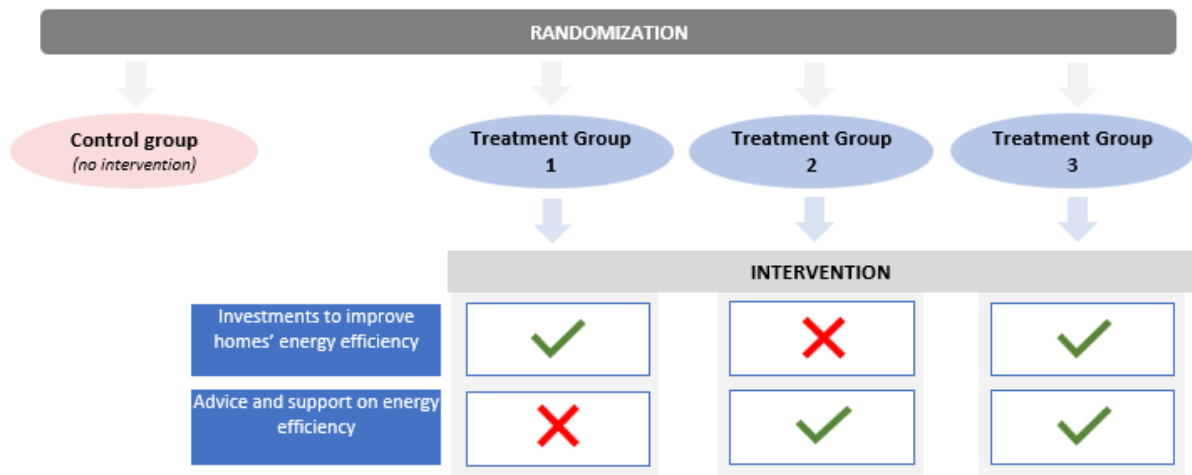 RANDOMIZATION
Control group
(no intervention)
Treatment Group
1
Treatment Group
2
Treatment Group
3
INTERVENTION
Investments to improve
homes’ energy efficiency
Advice and support on energy
efficiency